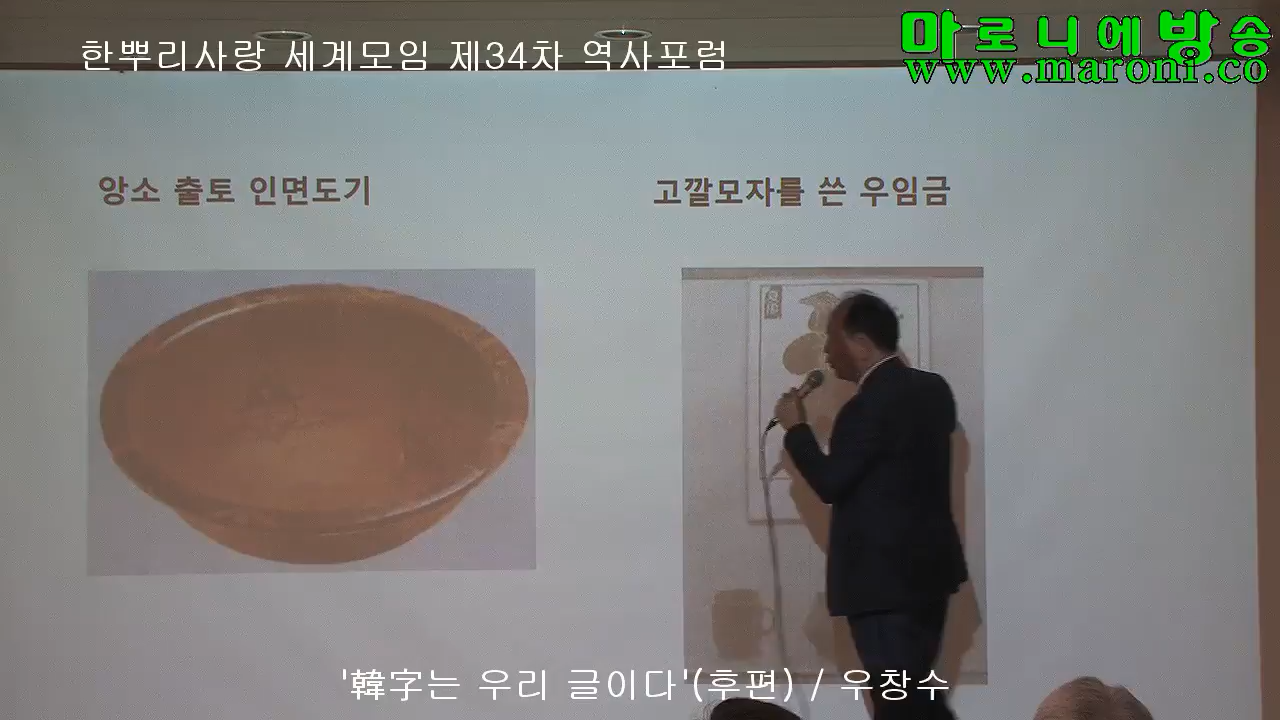 한뿌리사랑 세계모임 제34차 역사포럼
마로니에방송
www.maroni.co
앙소 출토 인면도기
고깔모자를 쓴 우임금
'韓字는 우리 글이다'(후편) / 우창수